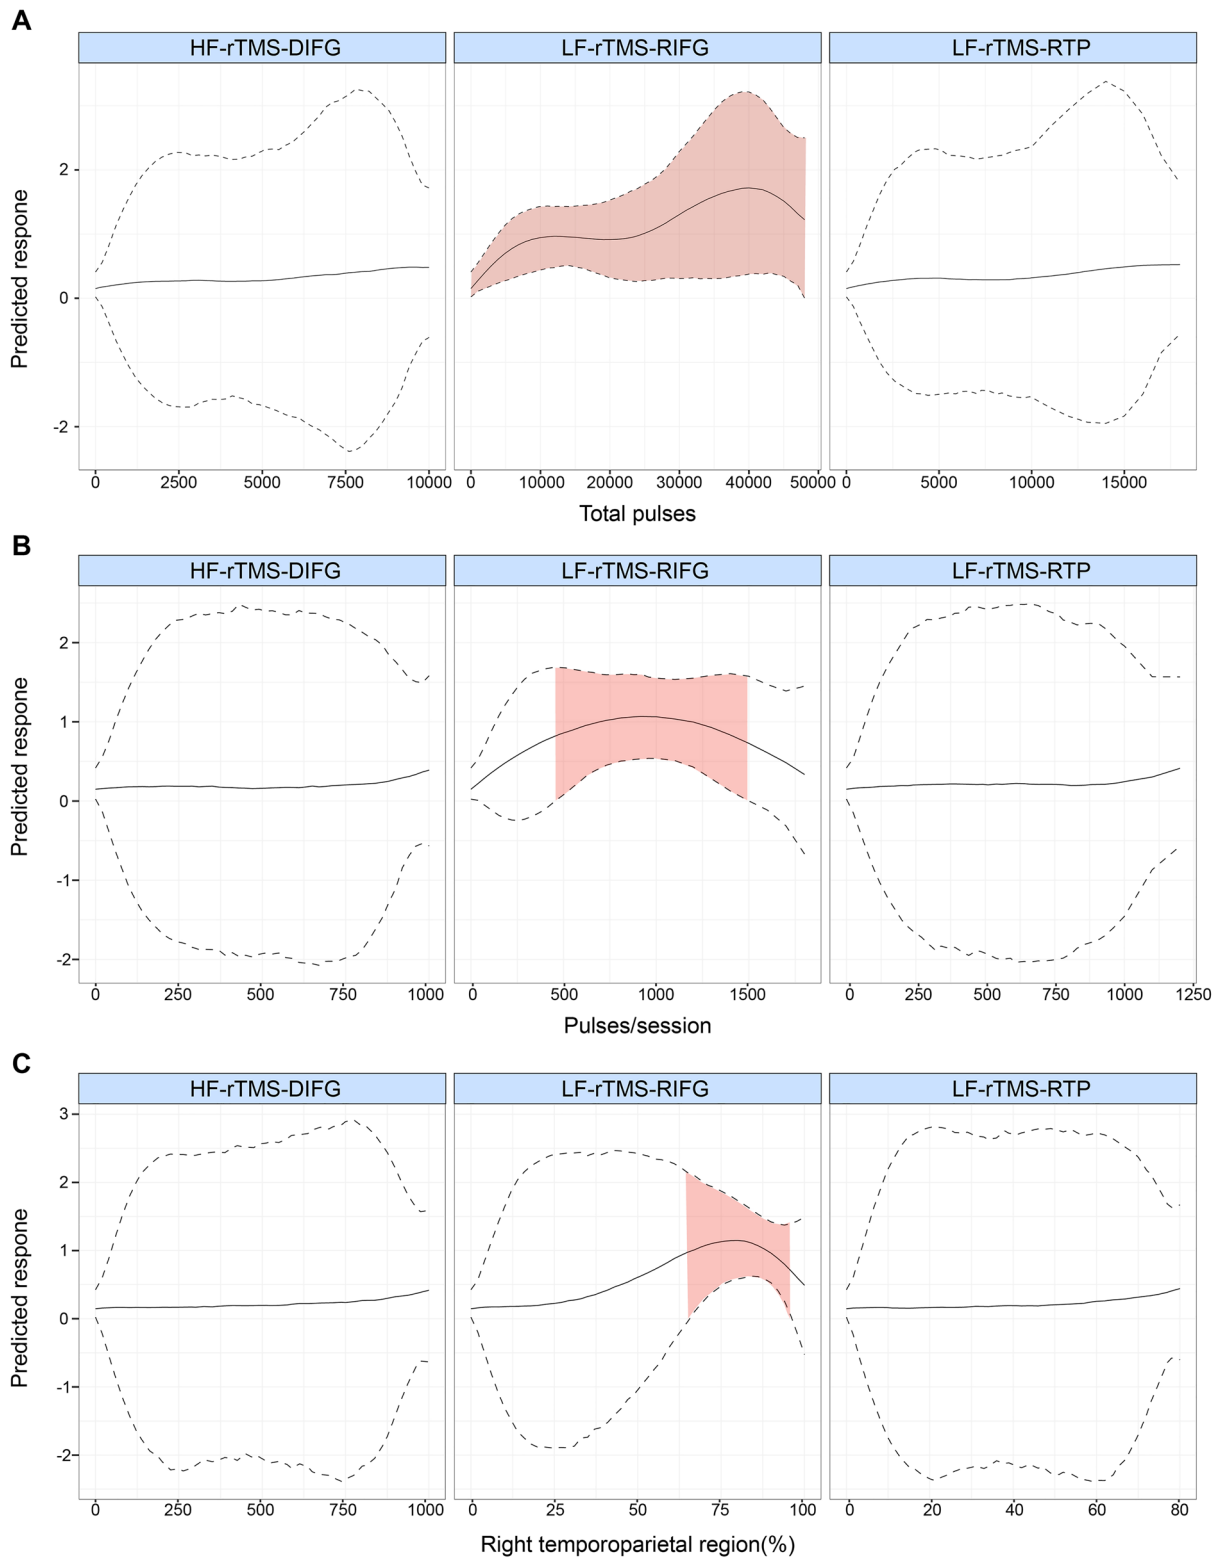 A
HF-rTMS-DIFG LF-rTMS-RIFG LF-rTMS-RTP
Predicted respone
2
0
-2
0 2500 5000 7500 10000 0 10000 20000 30000 40000 50000 0 5000 10000 15000
Total pulses
B
HF-rTMS-DIFG LF-rTMS-RIFG LF-rTMS-RTP
Predicted respone
2
1
0
-1
-2
0 250 500 750 1000 0 500 1000 1500 0 250 500 750 1000 1250
Pulses/session
C
HF-rTMS-DIFG LF-rTMS-RIFG LF-rTMS-RTP
Predicted respone
3
2
1
0
-1
-2
0 250 500 750 1000 0 25 50 75 100 0 20 40 60 80
Right temporoparietal region(%)